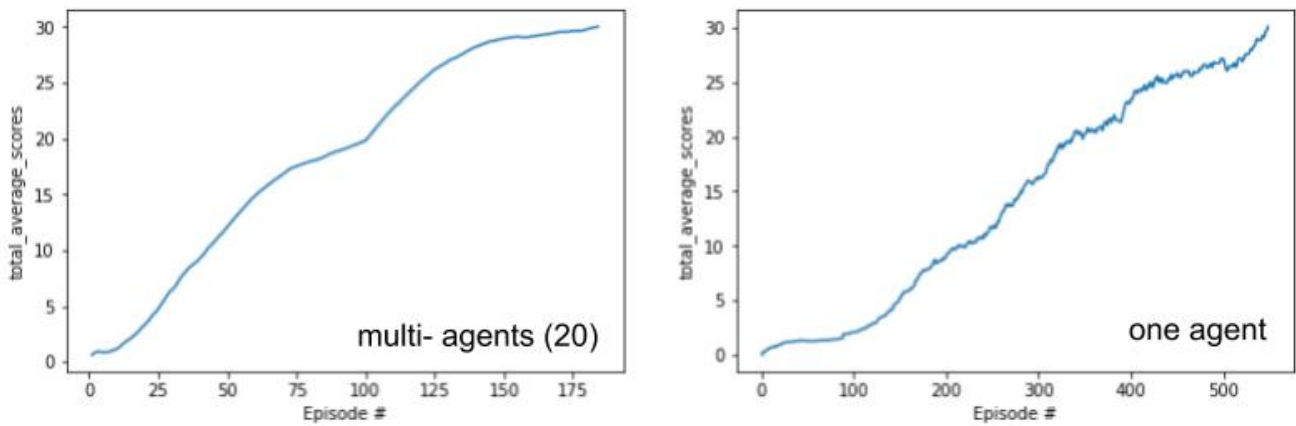 30
25
20
15
10
5
0
total_average_scores
multi- agents (20)
0 25 50 75 100 125 150 175
Episode #
30
25
20
15
10
5
0
total_average_scores
one agent
0 100 200 300 400 500
Episode #